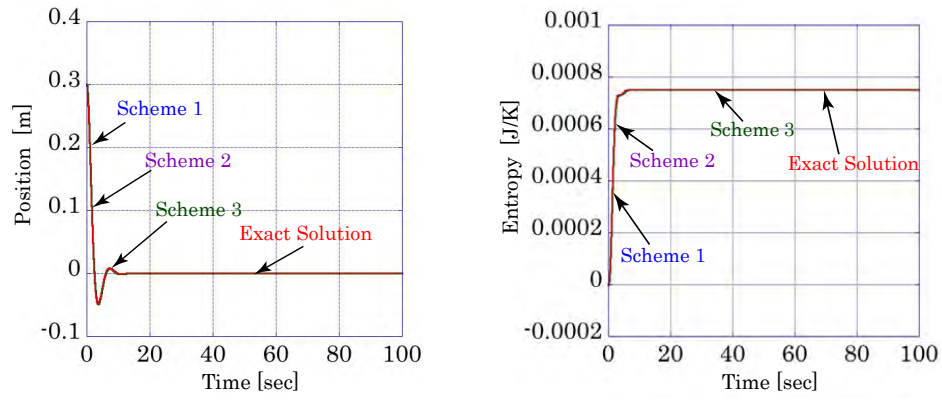 0.4
0.3
0.2
0.1
0
-0.1
Position [m]
0 20 40 60 80 100
Time [sec]
Scheme 1
Scheme 2
Scheme 3
Exact Solution
0.001
0.0008
0.0006
0.0004
0.0002
0
-0.0002
Entropy [J/K]
0 20 40 60 80 100
Time [sec]
Scheme 3
Scheme 2
Exact Solution
Scheme 1